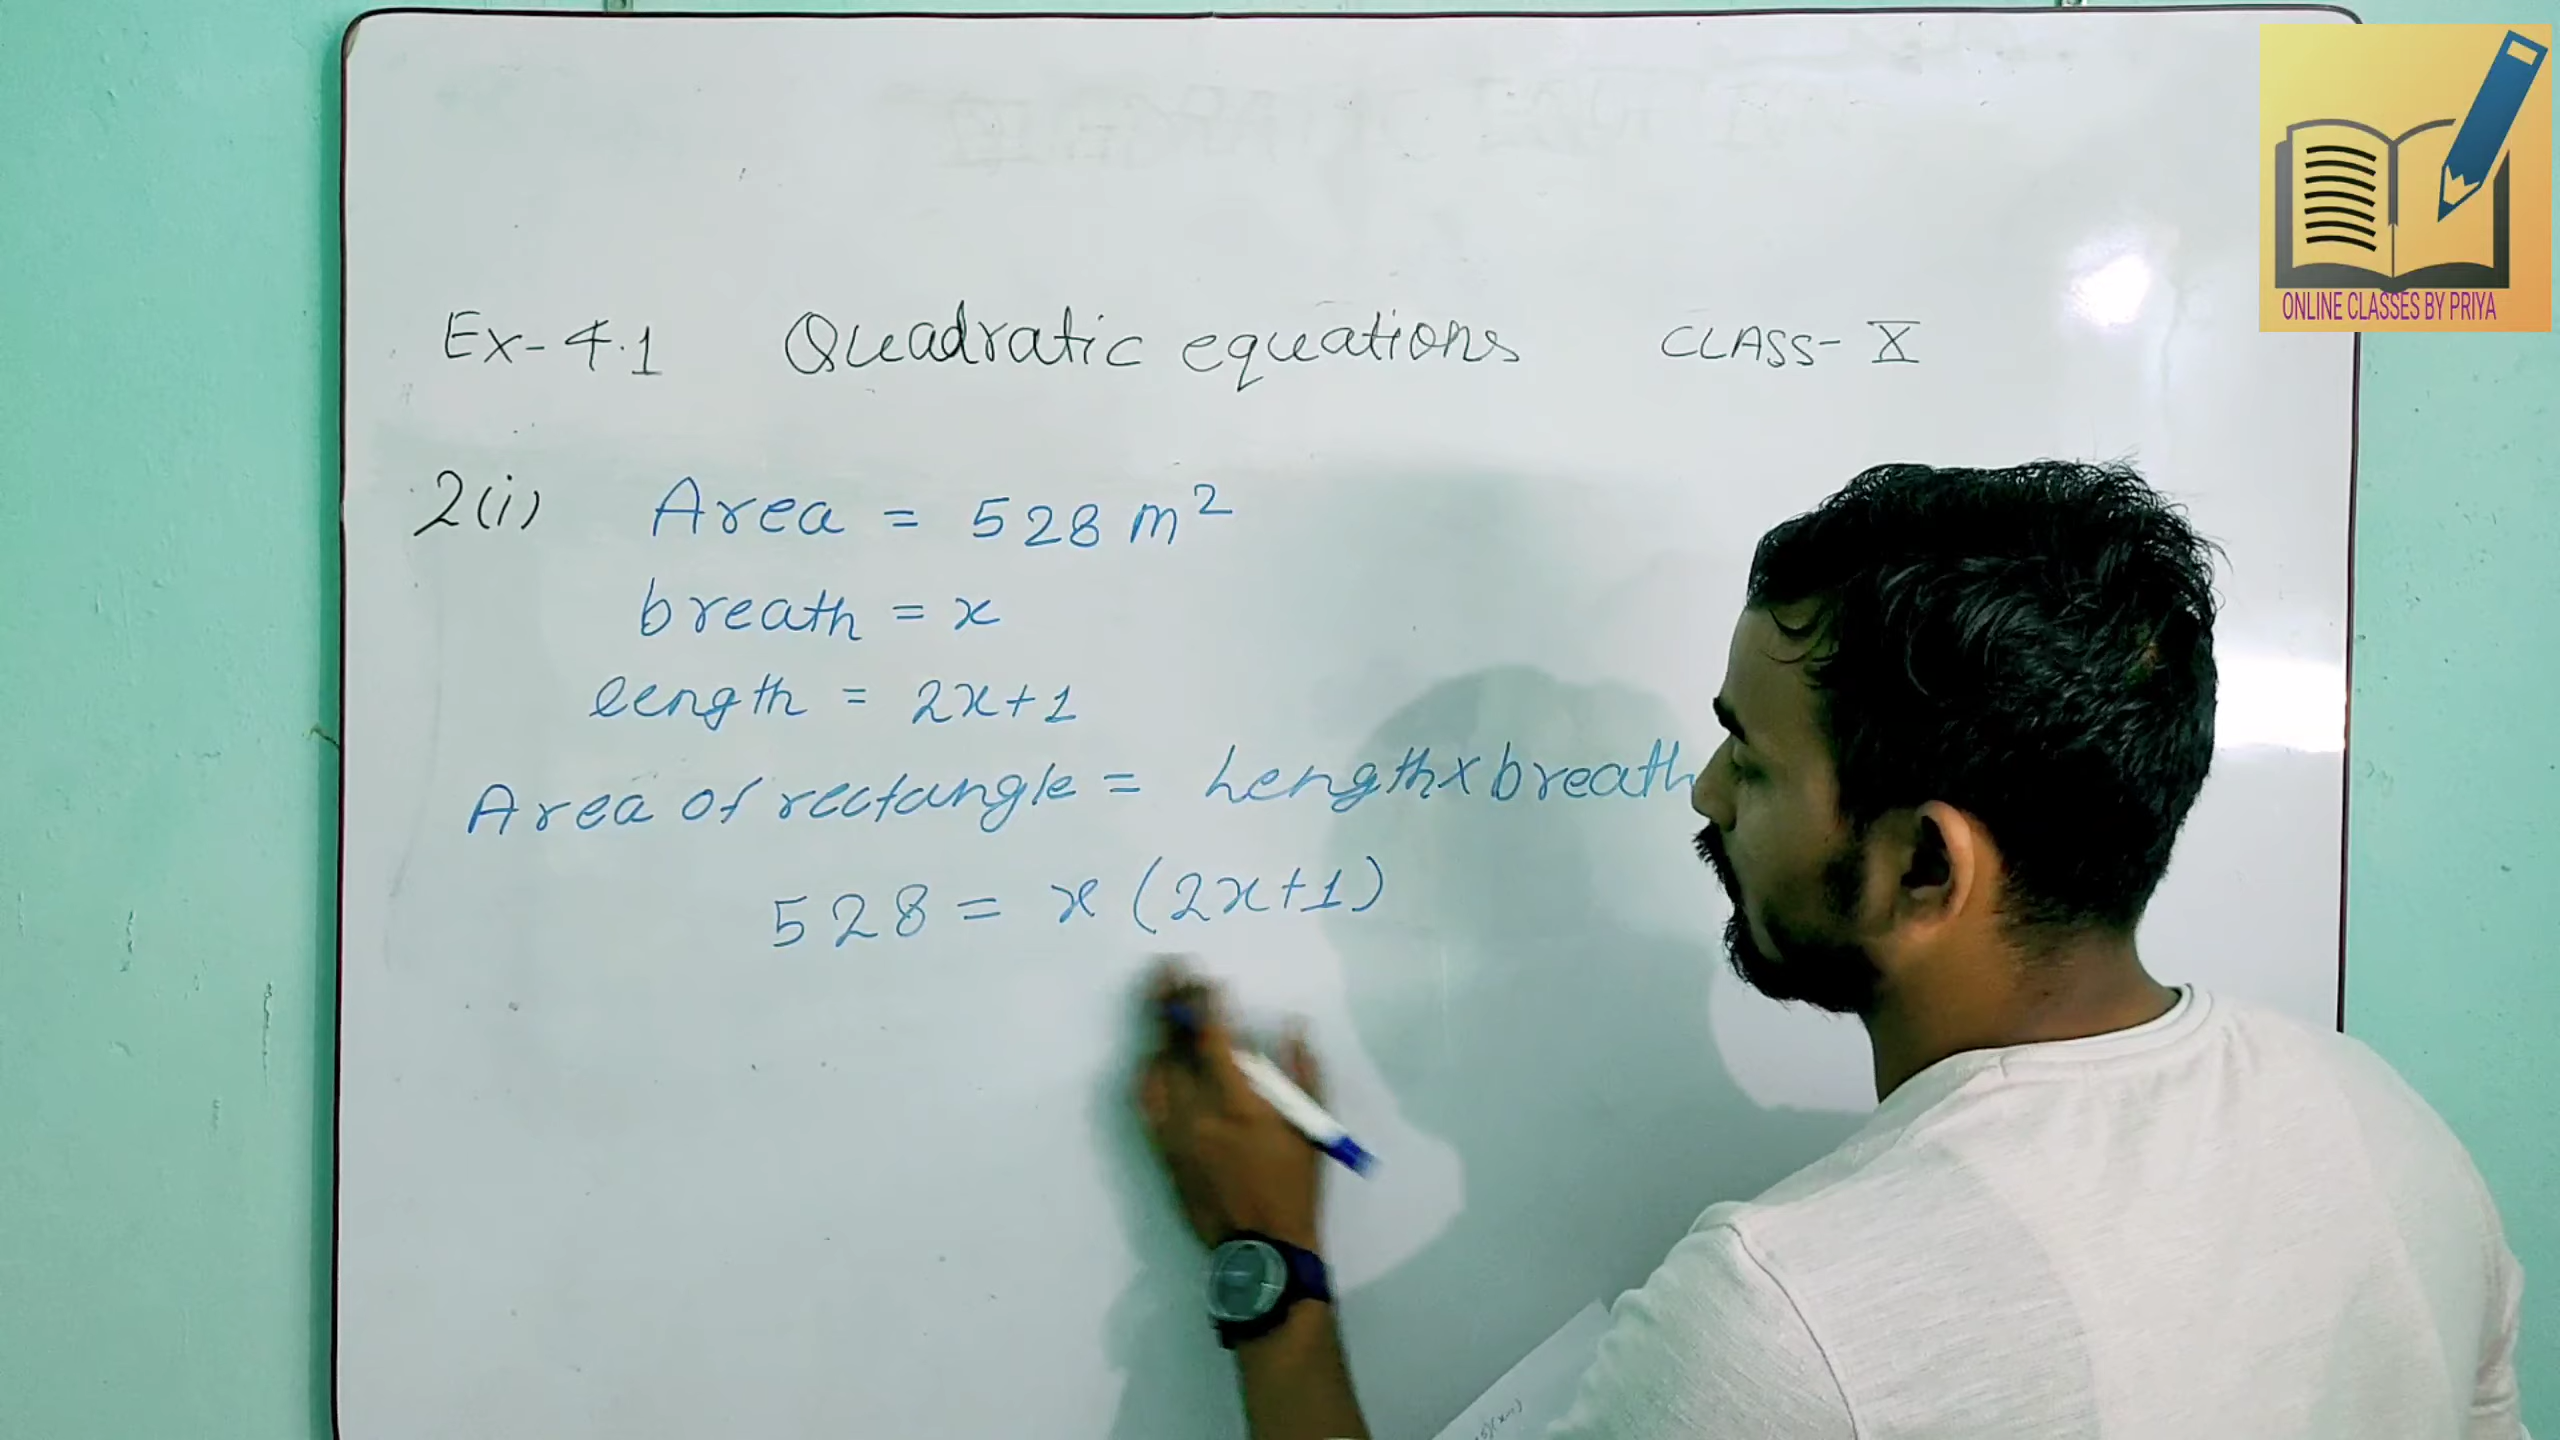 ONLINE CLASSES BY PRIYA
Ex-4.1 Quadratic equations CLASS-X
2(i) Area = 528 m²
breath = x
length = 2x+1
Area of rectangle = Length x breath
528 = x (2x+1)